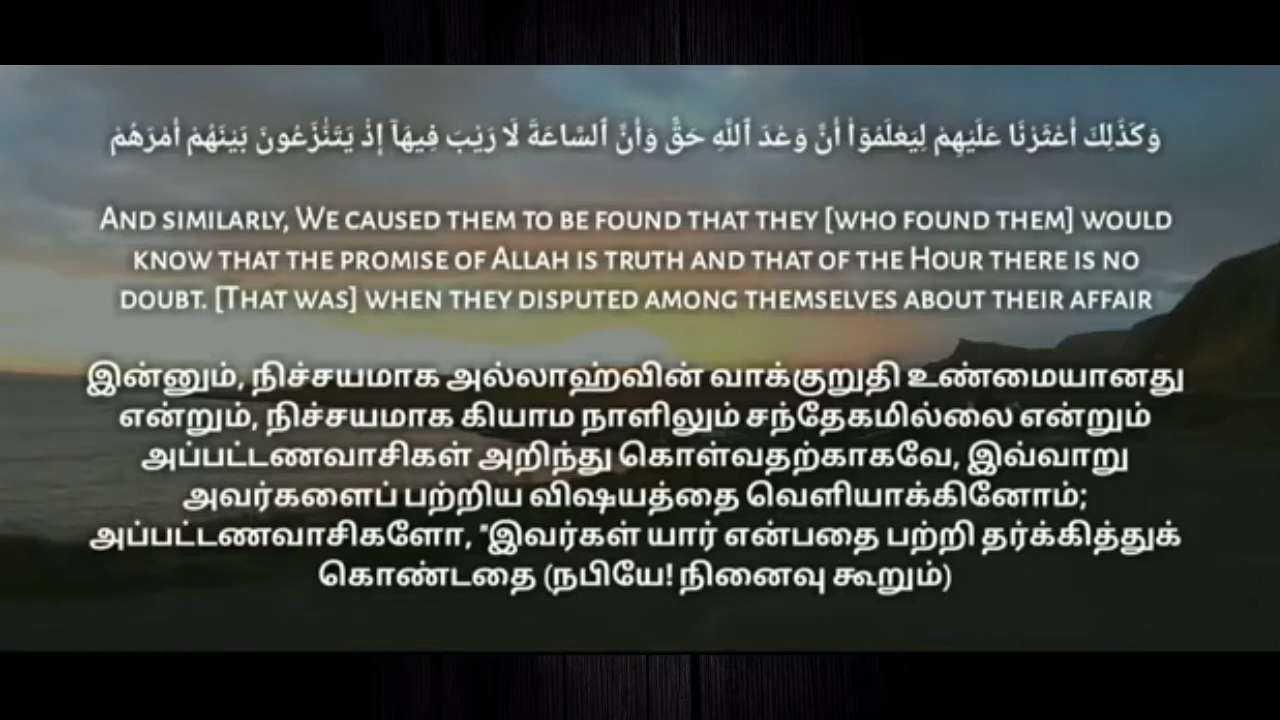 وَكَذَٰلِكَ أَعْثَرْنَا عَلَيْهِمْ لِيَعْلَمُوٓا۟ أَنَّ وَعْدَ ٱللَّهِ حَقٌّ وَأَنَّ ٱلسَّاعَةَ لَا رَيْبَ فِيهَآ إِذْ يَتَنَٰزَعُونَ بَيْنَهُمْ أَمْرَهُمْ
And similarly, We caused them to be found that they [who found them] would
know that the promise of Allah is truth and that of the Hour there is no
doubt. [That was] when they disputed among themselves about their affair
இன்னும், நிச்சயமாக அல்லாஹ்வின் வாக்குறுதி உண்மையானது
என்றும், நிச்சயமாக கியாம நாளிலும் சந்தேகமில்லை என்றும்
அப்பட்டணவாசிகள் அறிந்து கொள்வதற்காகவே, இவ்வாறு
அவர்களைப் பற்றிய விஷயத்தை வெளியாக்கினோம்;
அப்பட்டணவாசிகளோ, "இவர்கள் யார் என்பதை பற்றி தர்க்கித்துக்
கொண்டதை (நபியே! நினைவு கூறும்)